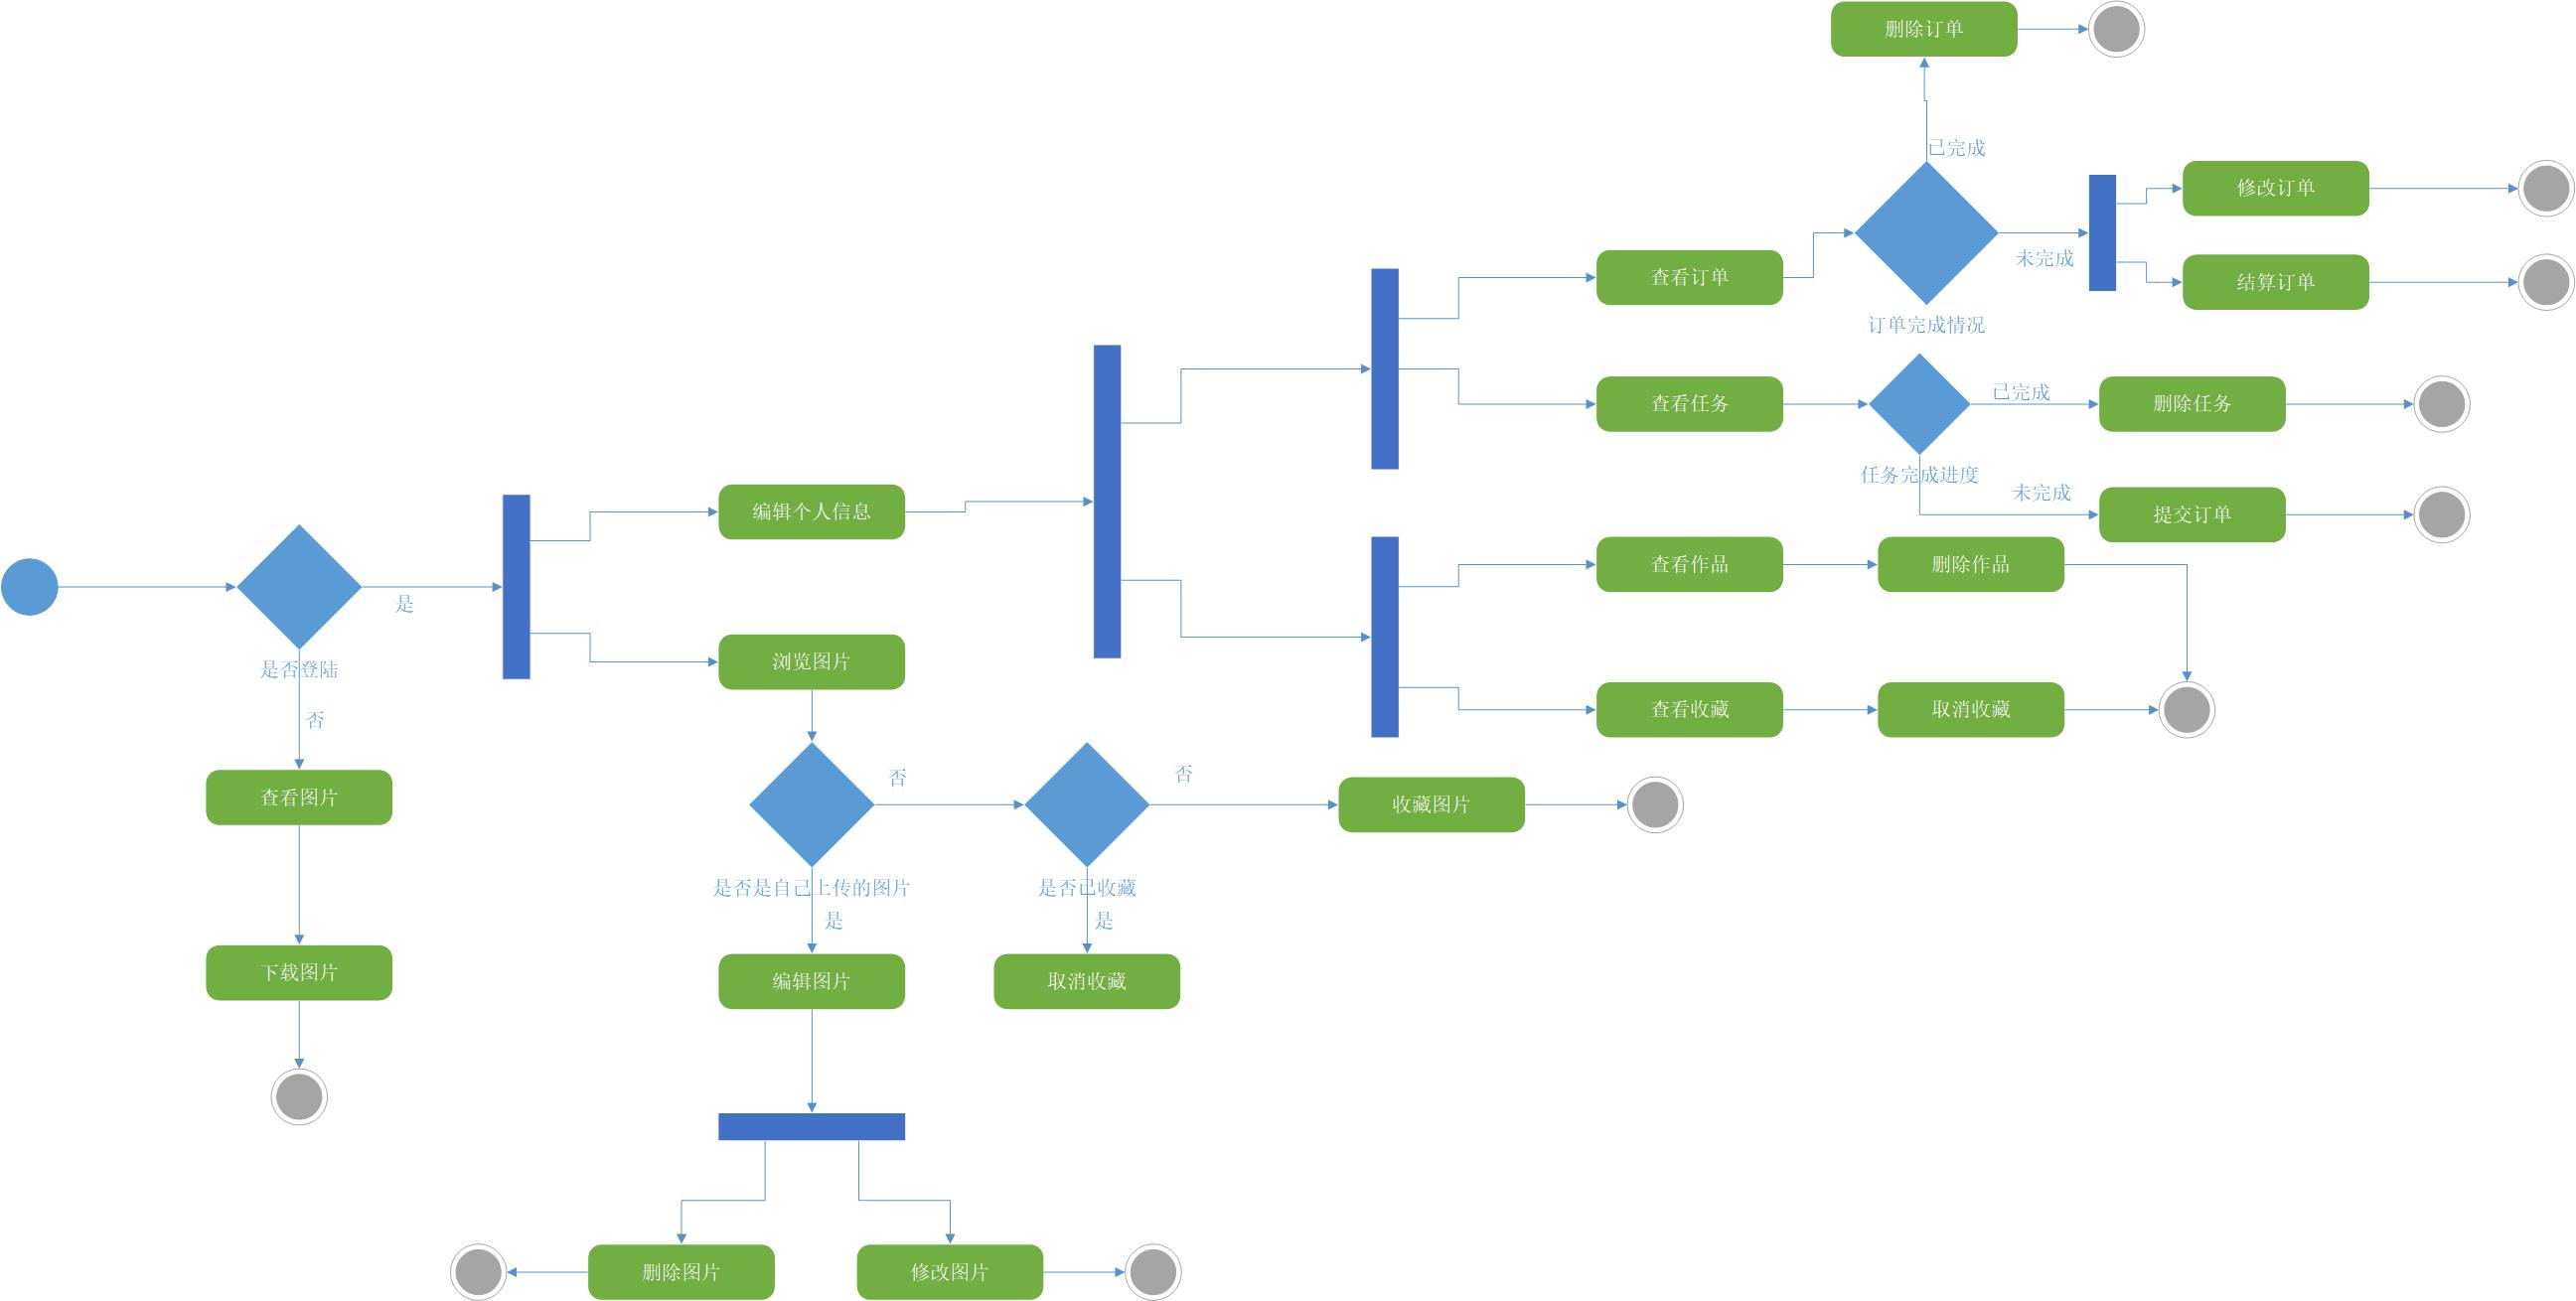 删除订单
已完成
修改订单
未完成
查看订单
结算订单
订单完成情况
已完成
查看任务
删除任务
任务完成进度
未完成
编辑个人信息
提交订单
查看作品
删除作品
是
浏览图片
是否登陆
否
查看收藏
取消收藏
否
否
查看图片
收藏图片
是否是自己上传的图片
是否已收藏
是
是
下载图片
编辑图片
取消收藏
删除图片
修改图片